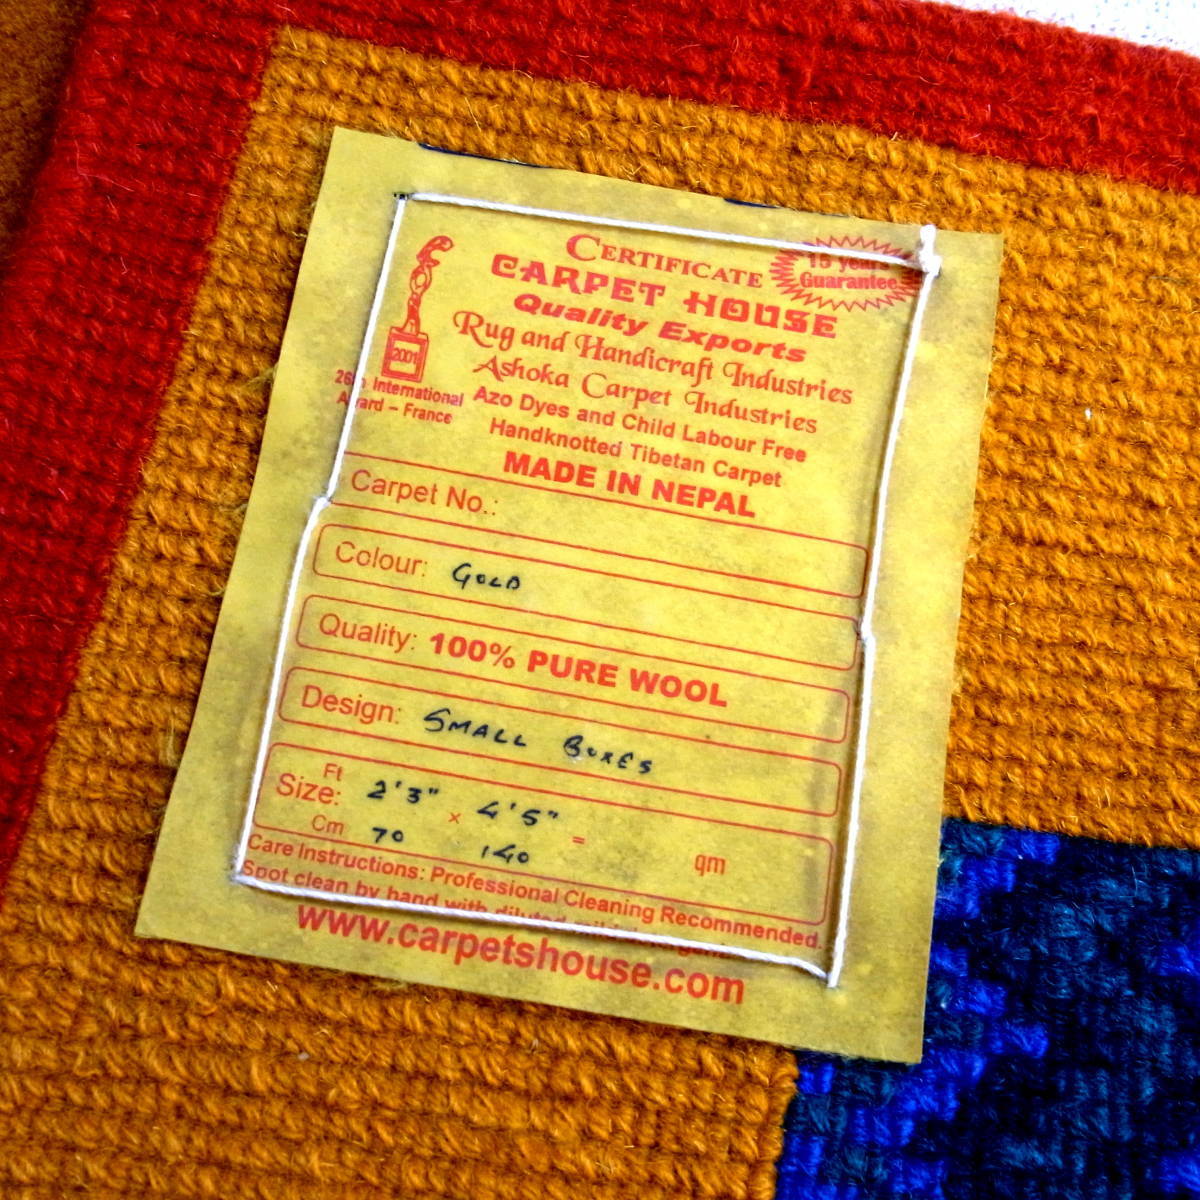 CERTIFICATE
15 years
Guarantee
CARPET HOUSE
Quality Exports
Rug and Handicraft Industries
Ashoka Carpet Industries
2001
26th International
Award – France
Azo Dyes and Child Labour Free
Handknotted Tibetan Carpet
MADE IN NEPAL
Carpet No.:
Colour: GOLD
Quality: 100% PURE WOOL
Design: SMALL BOXES
Ft
Size: 2'3" × 4'5" = qm
Cm 70 140
Care Instructions: Professional Cleaning Recommended.
Spot clean by hand with diluted mild
www.carpetshouse.com